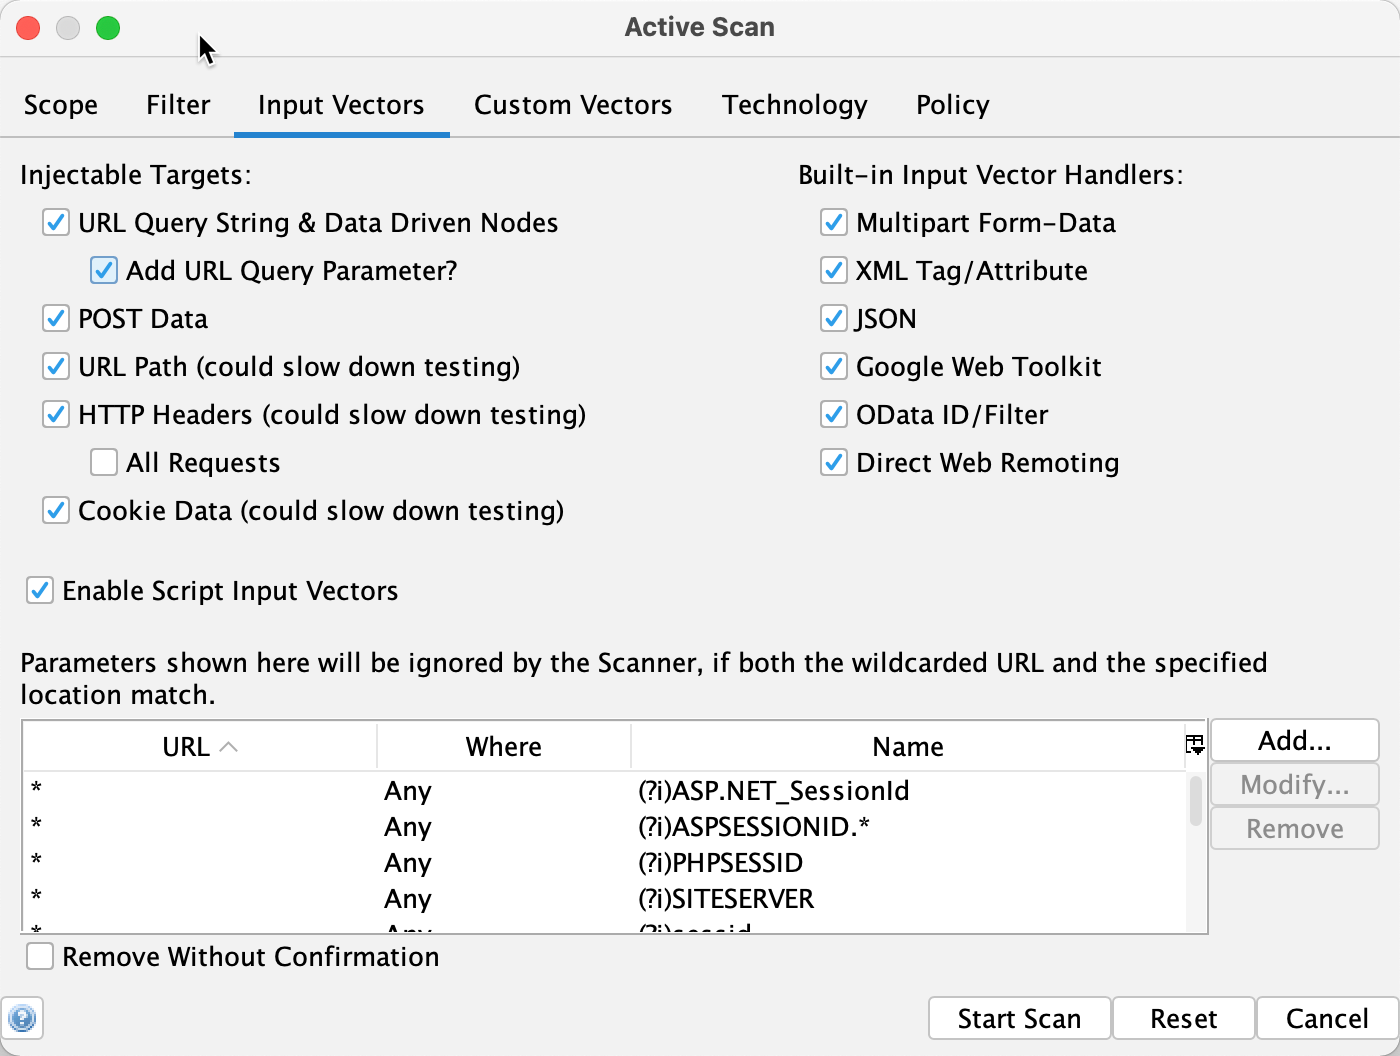 Active Scan
Scope Filter Input Vectors Custom Vectors Technology Policy
Injectable Targets:
URL Query String & Data Driven Nodes
Add URL Query Parameter?
POST Data
URL Path (could slow down testing)
HTTP Headers (could slow down testing)
All Requests
Cookie Data (could slow down testing)
Built-in Input Vector Handlers:
Multipart Form-Data
XML Tag/Attribute
JSON
Google Web Toolkit
OData ID/Filter
Direct Web Remoting
Enable Script Input Vectors
Parameters shown here will be ignored by the Scanner, if both the wildcarded URL and the specified
location match.
URL Where Name
* Any (?i)ASP.NET_SessionId
* Any (?i)ASPSESSIONID.*
* Any (?i)PHPSESSID
* Any (?i)SITESERVER
* Any (?i)sessid
Add...
Modify...
Remove
Remove Without Confirmation
?
Start Scan Reset Cancel